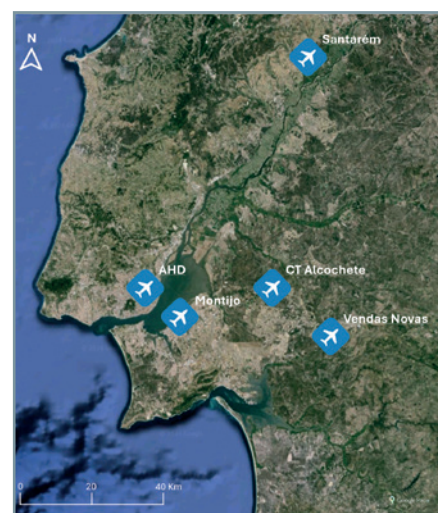 Santarém
N
AHD
CT Alcochete
Montijo
Vendas Novas
0 20 40 Km
Google Earth